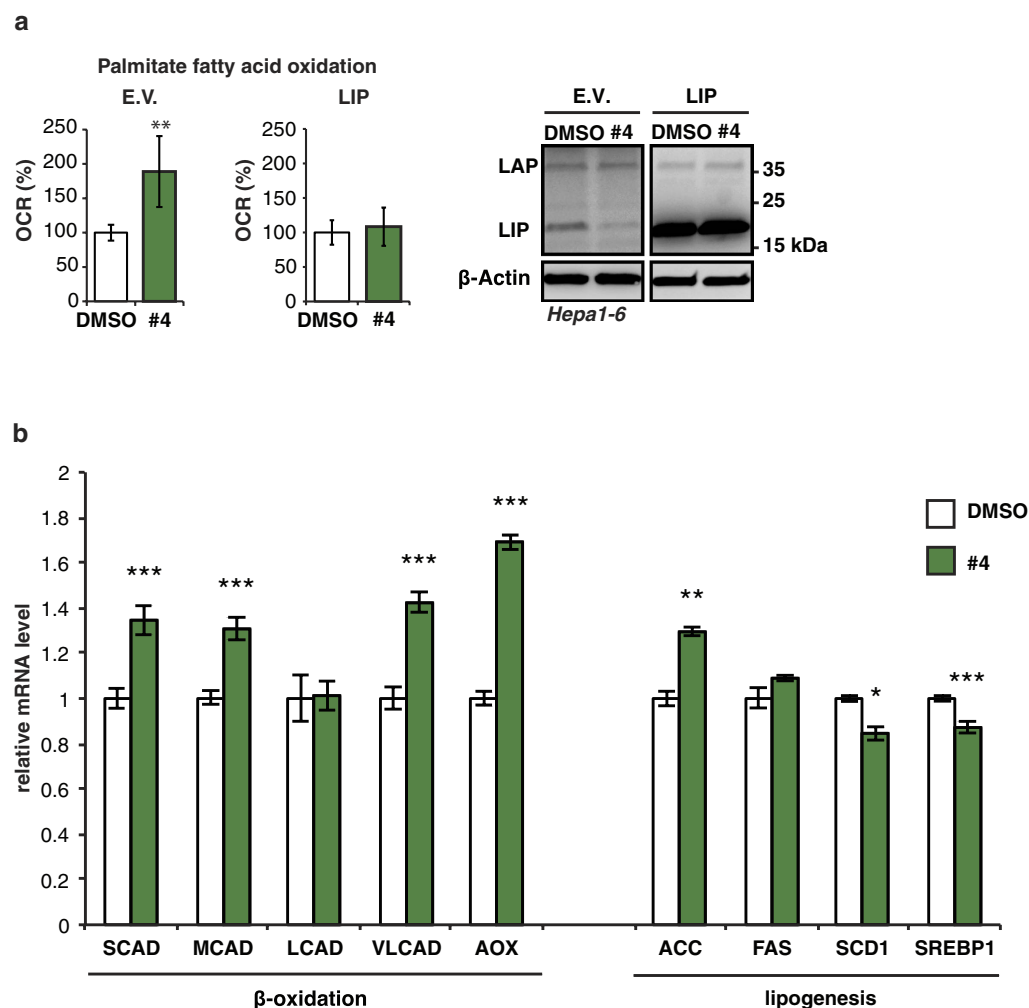 a
Palmitate fatty acid oxidation
E.V.
LIP
250
200
150
100
50
0
OCR (%)
**
DMSO #4
250
200
150
100
50
0
OCR (%)
DMSO #4
E.V. LIP
DMSO #4 DMSO #4
LAP
LIP
β-Actin
35
25
15 kDa
Hepa1-6
b
relative mRNA level
2
1.8
1.6
1.4
1.2
1
0.8
0.6
0.4
0.2
0
*** *** *** *** ** * ***
DMSO
#4
SCAD MCAD LCAD VLCAD AOX ACC FAS SCD1 SREBP1
β-oxidation lipogenesis